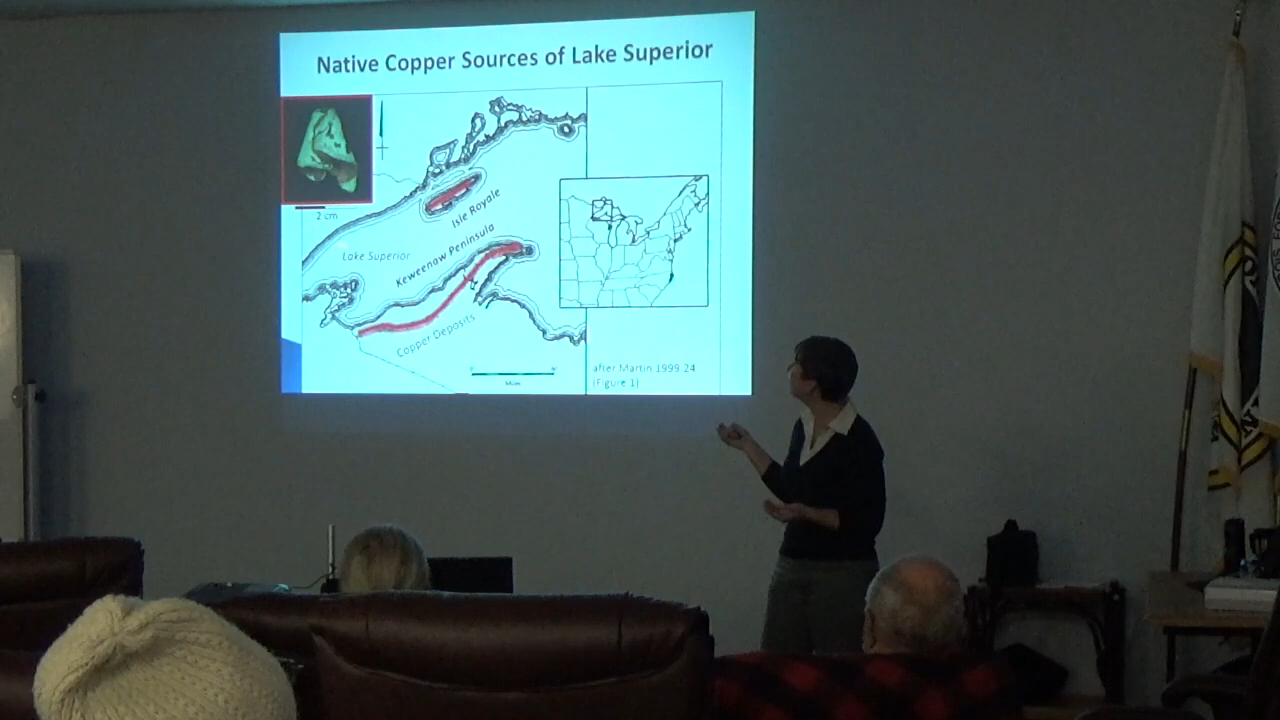 Native Copper Sources of Lake Superior
2 cm
Isle Royale
Keweenaw Peninsula
Lake Superior
Copper Deposits
Miles
after Martin 1999:24
(Figure 1)